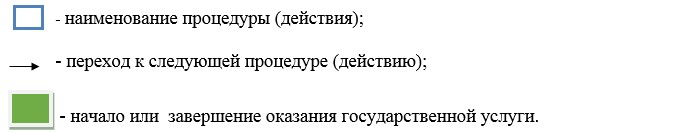 - наименование процедуры (действия);
- переход к следующей процедуре (действию);
- начало или завершение оказания государственной услуги.